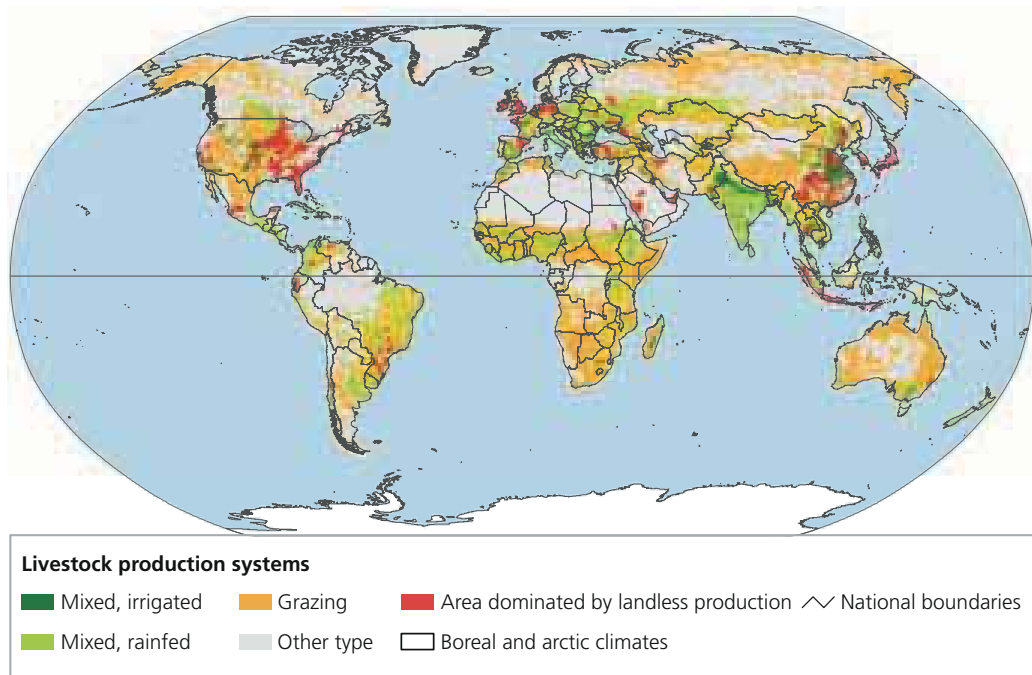 Livestock production systems
Mixed, irrigated Grazing Area dominated by landless production National boundaries
Mixed, rainfed Other type Boreal and arctic climates